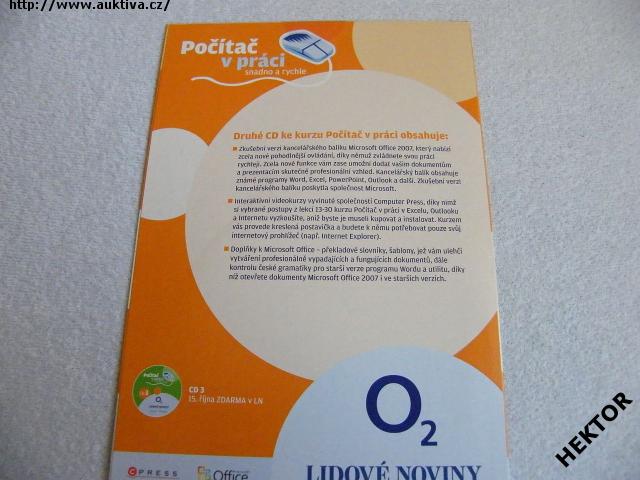 http://www.auktiva.cz/
Počítač
v práci
snadno a rychle
Druhé CD ke kurzu Počítač v práci obsahuje:
Zkušební verzi kancelářského balíku Microsoft Office 2007, který nabízí
zcela nové pohodlnější ovládání, díky němuž zvládnete svou práci
rychleji. Zcela nové funkce vám zase umožní dodat vašim dokumentům
a prezentacím skutečně profesionální vzhled. Kancelářský balík obsahuje
známé programy Word, Excel, PowerPoint, Outlook a další. Zkušební verzi
kancelářského balíku poskytla společnost Microsoft.
Interaktivní videokurzy vyvinuté společností Computer Press, díky nimž
si vybrané postupy z lekcí 13-30 kurzu Počítač v práci v Excelu, Outlooku
a Internetu vyzkoušíte, aniž byste je museli kupovat a instalovat. Kurzem
vás provede kreslená postavička a budete k němu potřebovat pouze svůj
internetový prohlížeč (např. Internet Explorer).
Doplňky k Microsoft Office – překladové slovníky, šablony, jež vám ulehčí
vytváření profesionálně vypadajících a fungujících dokumentů, dále
kontrolu české gramatiky pro starší verze programu Wordu a utilitu, díky
níž otevřete dokumenty Microsoft Office 2007 i ve starších verzích.
Počítač
CD 3
15. října ZDARMA v LN
O2
O2
CPRESS
Office
LIDOVÉ NOVINY
HEKTOR